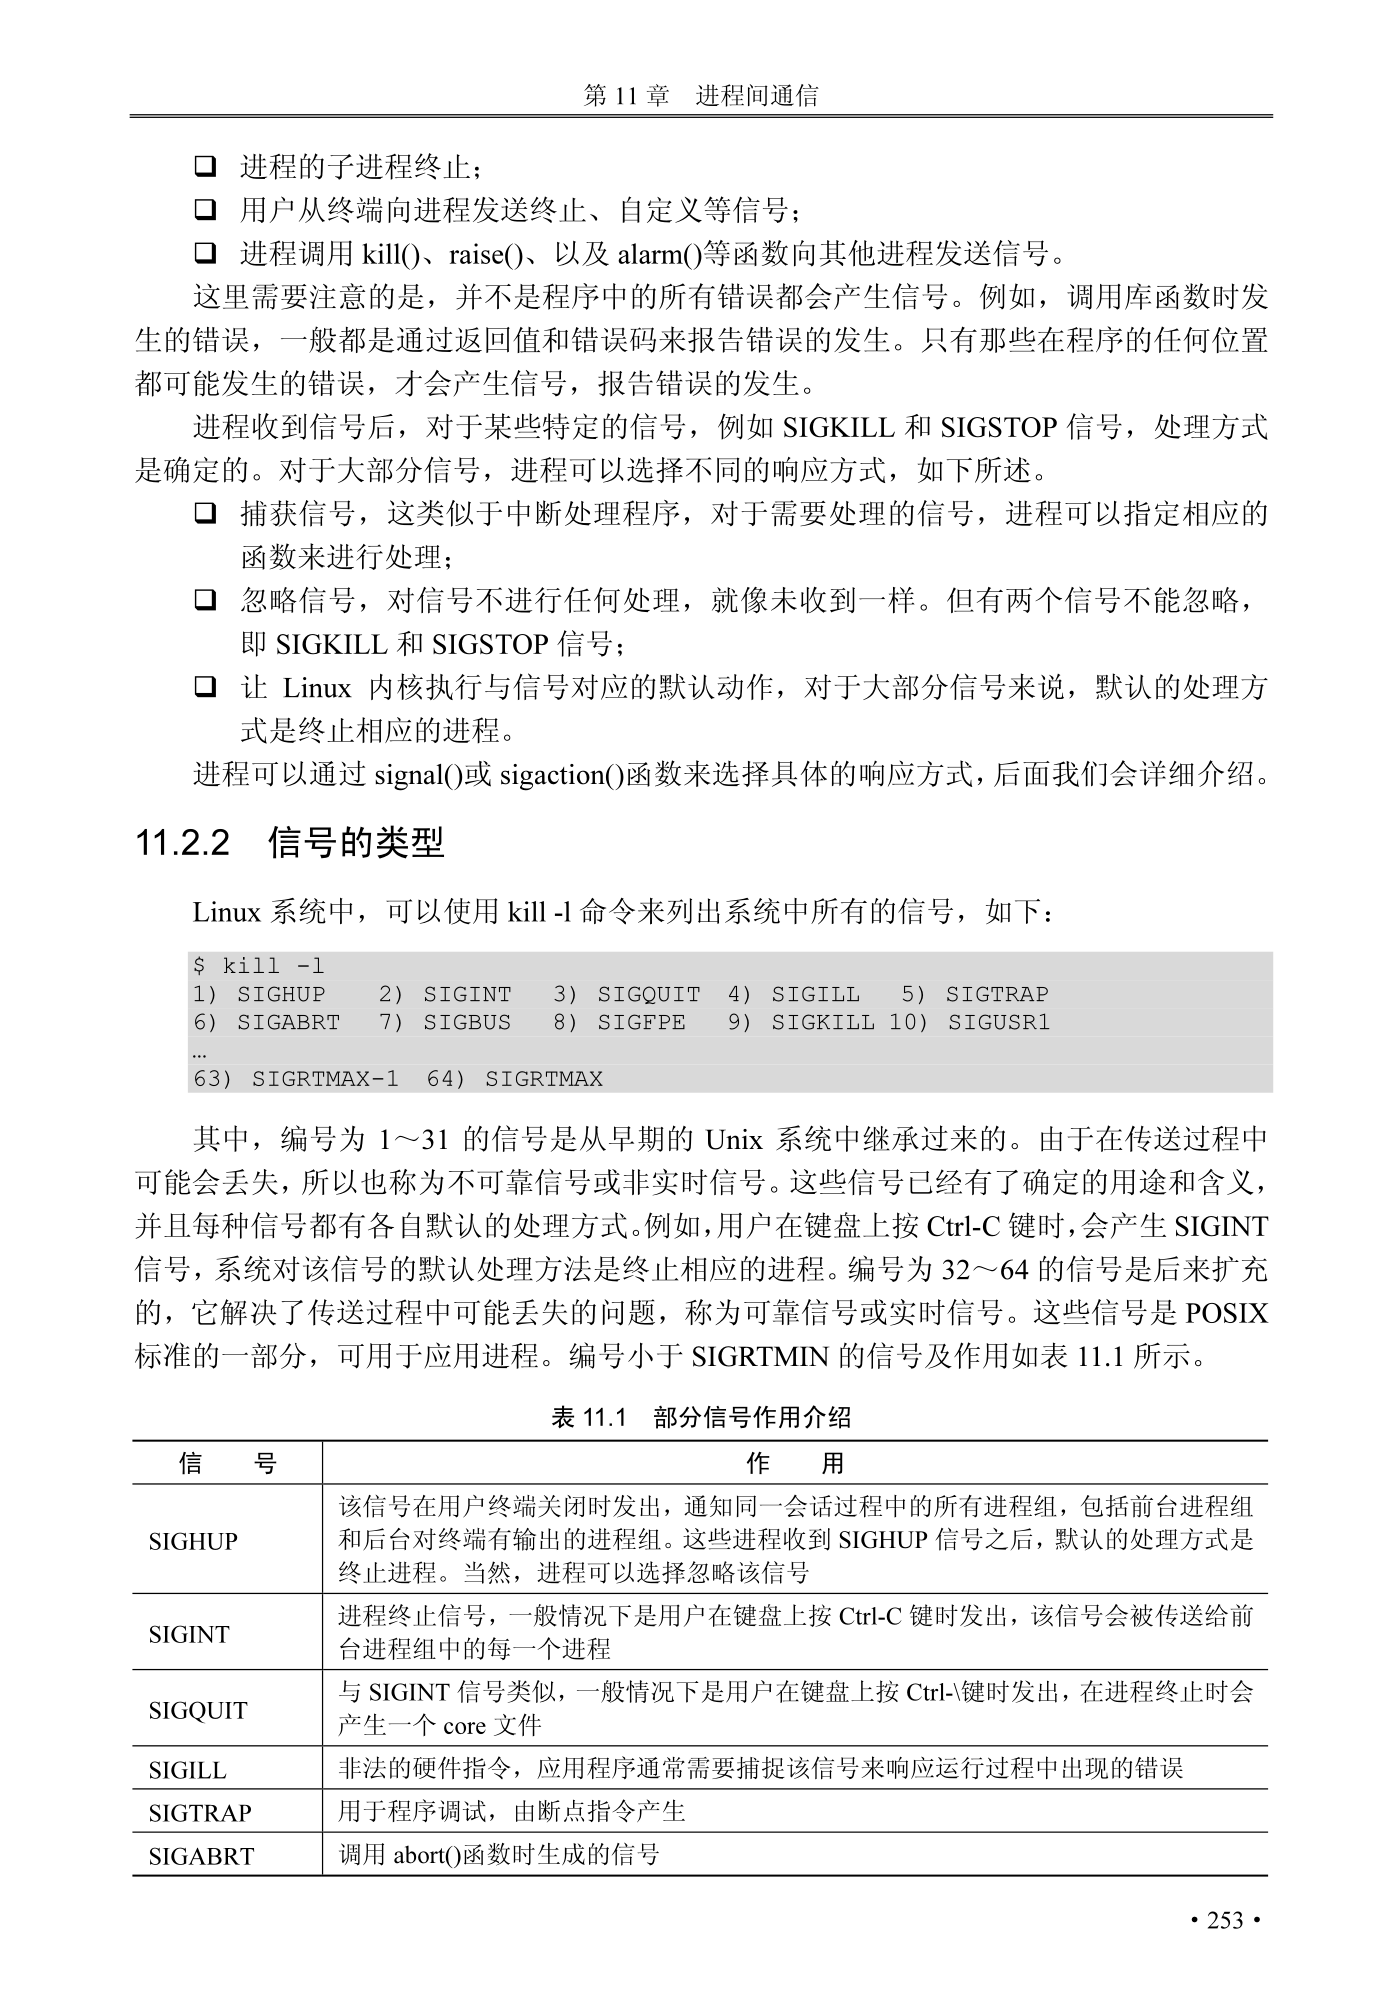 第 11 章 进程间通信
❑ 进程的子进程终止；
❑ 用户从终端向进程发送终止、自定义等信号；
❑ 进程调用 kill()、raise()、以及 alarm()等函数向其他进程发送信号。
这里需要注意的是，并不是程序中的所有错误都会产生信号。例如，调用库函数时发
生的错误，一般都是通过返回值和错误码来报告错误的发生。只有那些在程序的任何位置
都可能发生的错误，才会产生信号，报告错误的发生。
进程收到信号后，对于某些特定的信号，例如 SIGKILL 和 SIGSTOP 信号，处理方式
是确定的。对于大部分信号，进程可以选择不同的响应方式，如下所述。
❑ 捕获信号，这类似于中断处理程序，对于需要处理的信号，进程可以指定相应的
函数来进行处理；
❑ 忽略信号，对信号不进行任何处理，就像未收到一样。但有两个信号不能忽略，
即 SIGKILL 和 SIGSTOP 信号；
❑ 让 Linux 内核执行与信号对应的默认动作，对于大部分信号来说，默认的处理方
式是终止相应的进程。
进程可以通过 signal()或 sigaction()函数来选择具体的响应方式，后面我们会详细介绍。
11.2.2 信号的类型
Linux 系统中，可以使用 kill -l 命令来列出系统中所有的信号，如下：
$ kill -l
1) SIGHUP 2) SIGINT 3) SIGQUIT 4) SIGILL 5) SIGTRAP
6) SIGABRT 7) SIGBUS 8) SIGFPE 9) SIGKILL 10) SIGUSR1
…
63) SIGRTMAX-1 64) SIGRTMAX
其中，编号为 1～31 的信号是从早期的 Unix 系统中继承过来的。由于在传送过程中
可能会丢失，所以也称为不可靠信号或非实时信号。这些信号已经有了确定的用途和含义，
并且每种信号都有各自默认的处理方式。例如，用户在键盘上按 Ctrl-C 键时，会产生 SIGINT
信号，系统对该信号的默认处理方法是终止相应的进程。编号为 32～64 的信号是后来扩充
的，它解决了传送过程中可能丢失的问题，称为可靠信号或实时信号。这些信号是 POSIX
标准的一部分，可用于应用进程。编号小于 SIGRTMIN 的信号及作用如表 11.1 所示。
表 11.1 部分信号作用介绍
信 号 作 用
SIGHUP 该信号在用户终端关闭时发出，通知同一会话过程中的所有进程组，包括前台进程组
和后台对终端有输出的进程组。这些进程收到 SIGHUP 信号之后，默认的处理方式是
终止进程。当然，进程可以选择忽略该信号
SIGINT 进程终止信号，一般情况下是用户在键盘上按 Ctrl-C 键时发出，该信号会被传送给前
台进程组中的每一个进程
SIGQUIT 与 SIGINT 信号类似，一般情况下是用户在键盘上按 Ctrl-\键时发出，在进程终止时会
产生一个 core 文件
SIGILL 非法的硬件指令，应用程序通常需要捕捉该信号来响应运行过程中出现的错误
SIGTRAP 用于程序调试，由断点指令产生
SIGABRT 调用 abort()函数时生成的信号
• 253 •